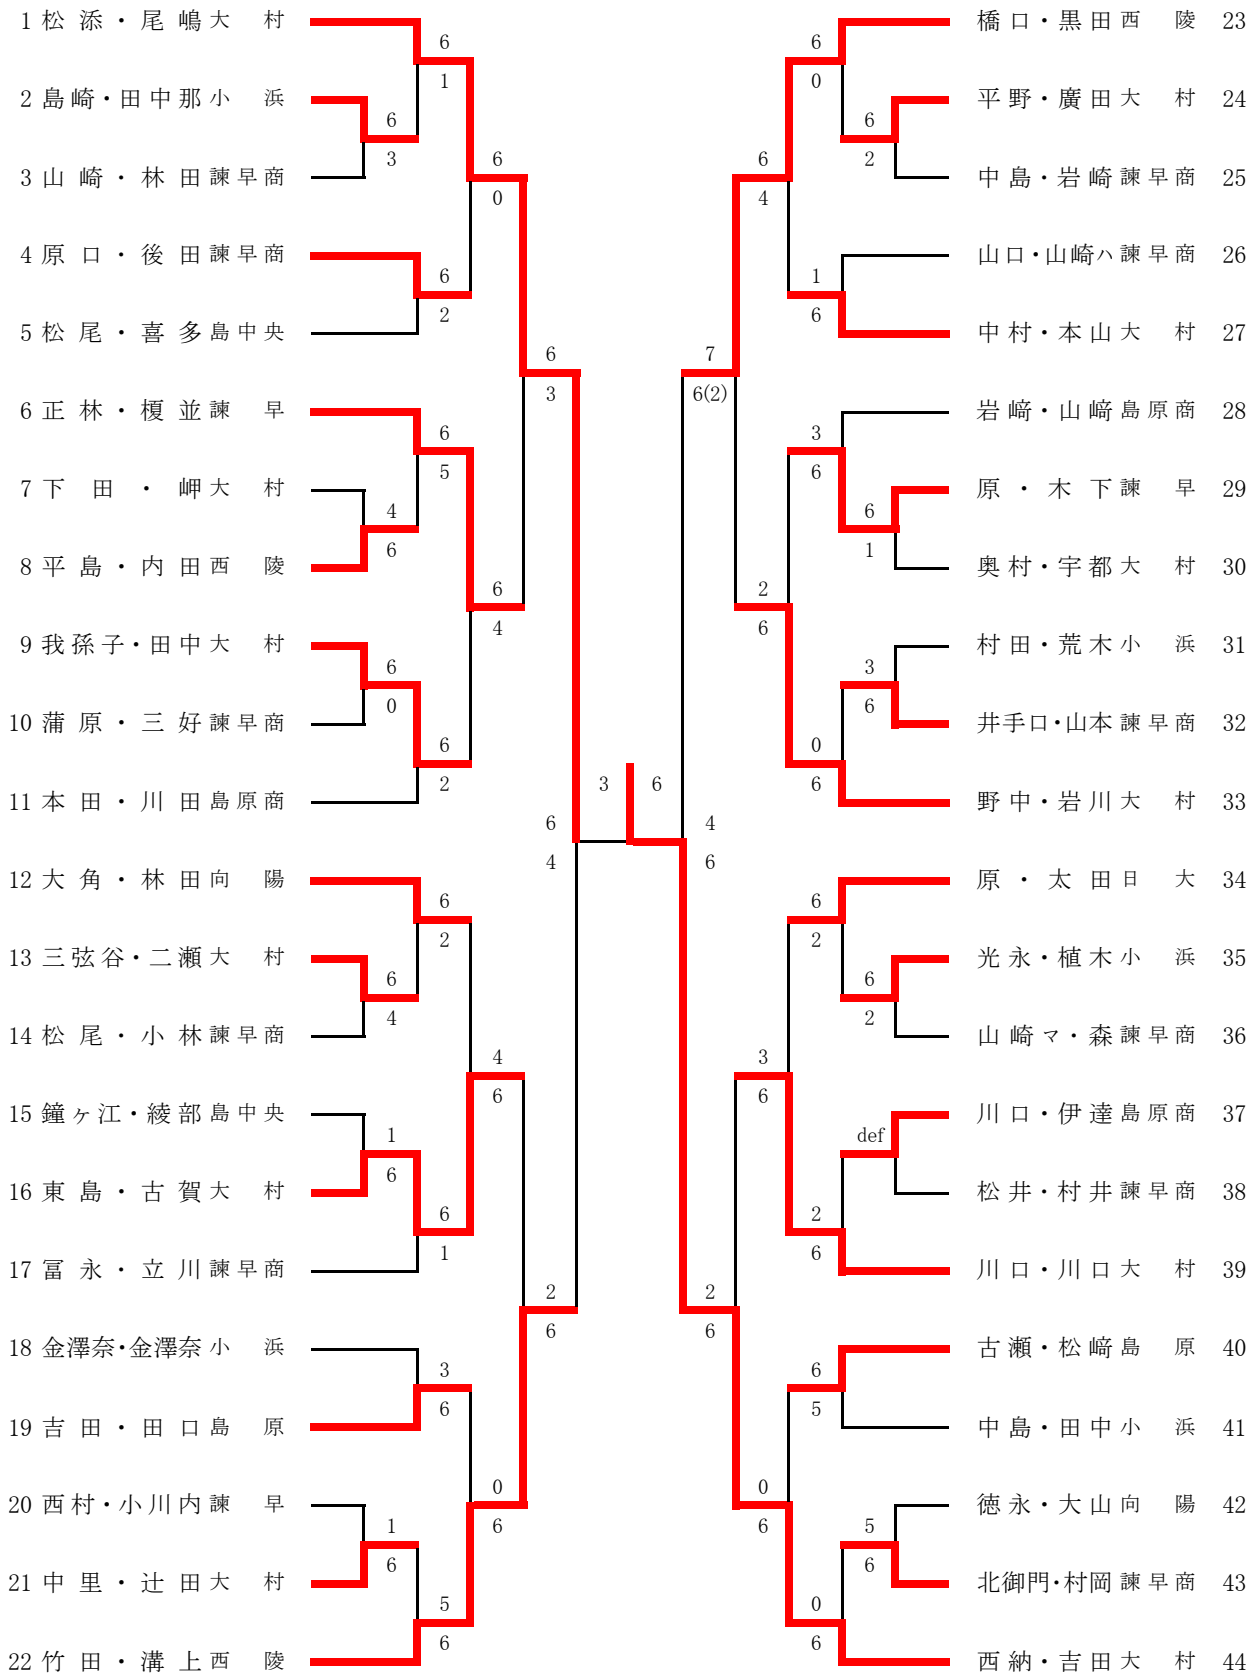 1 松添・尾嶋 大村
2 島崎・田中那 小浜
3 山崎・林田 諫早商
4 原口・後田 諫早商
5 松尾・喜多 島中央
6 正林・榎並 諫早
7 下田・岬 大村
8 平島・内田 西陵
9 我孫子・田中 大村
10 蒲原・三好 諫早商
11 本田・川田 島原商
12 大角・林田 向陽
13 三弦谷・二瀬 大村
14 松尾・小林 諫早商
15 鐘ヶ江・綾部 島中央
16 東島・古賀 大村
17 冨永・立川 諫早商
18 金澤奈・金澤奈 小浜
19 吉田・田口 島原
20 西村・小川内 諫早
21 中里・辻田 大村
22 竹田・溝上 西陵
6
1
6
3
6
0
6
2
6
3
6
5
4
6
6
4
6
0
6
2
6
4
6
2
6
4
4
6
1
6
6
1
2
6
3
6
0
6
1
6
5
6
3
6
6
0
6
2
6
4
1
6
7
6(2)
3
6
6
1
2
6
3
6
0
6
4
6
6
2
6
2
3
6
def
2
6
2
6
6
5
0
6
5
6
0
6
橋口・黒田 西陵 23
平野・廣田 大村 24
中島・岩崎 諫早商 25
山口・山崎ハ 諫早商 26
中村・本山 大村 27
岩﨑・山﨑 島原商 28
原・木下 諫早 29
奥村・宇都 大村 30
村田・荒木 小浜 31
井手口・山本 諫早商 32
野中・岩川 大村 33
原・太田 日大 34
光永・植木 小浜 35
山崎マ・森 諫早商 36
川口・伊達 島原商 37
松井・村井 諫早商 38
川口・川口 大村 39
古瀬・松﨑 島原 40
中島・田中 小浜 41
徳永・大山 向陽 42
北御門・村岡 諫早商 43
西納・吉田 大村 44